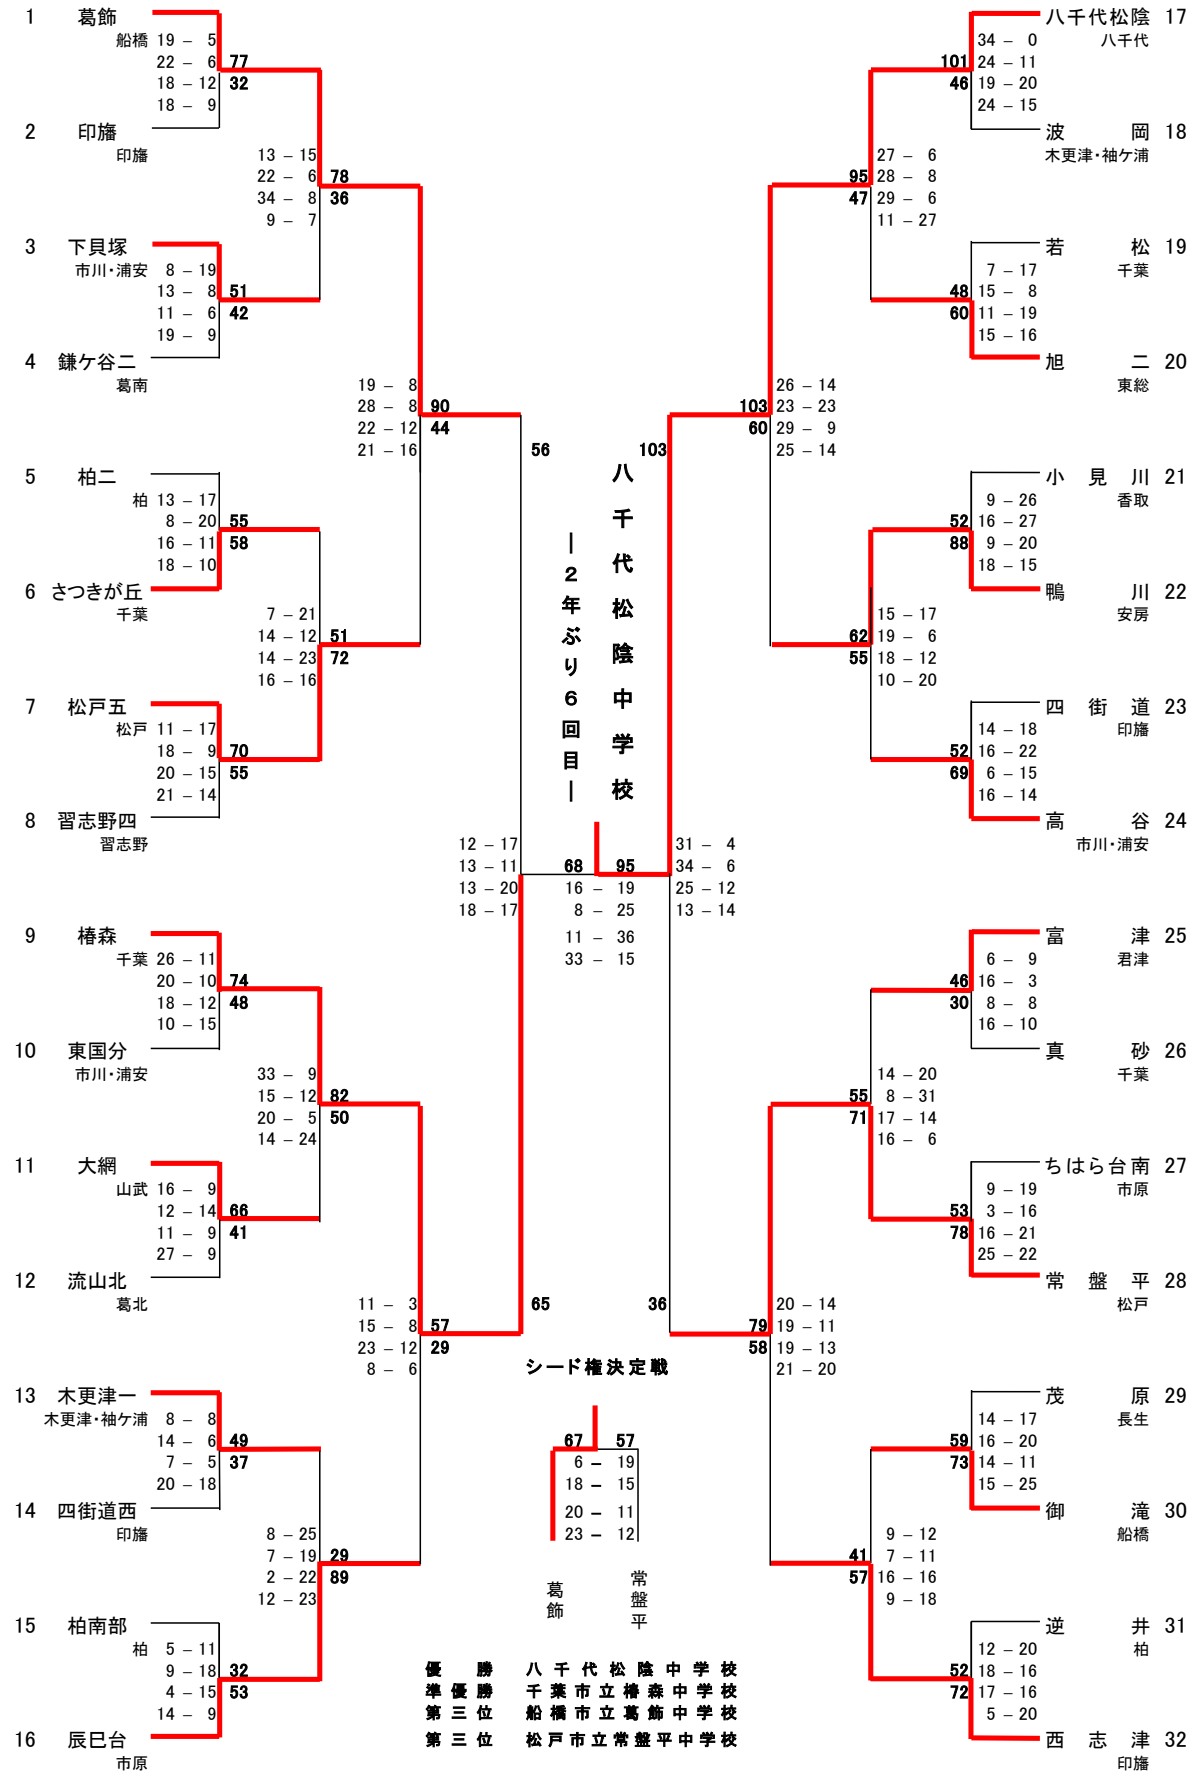 1 葛飾
船橋 19 – 5
22 – 6 77
18 – 12 32
18 – 9
2 印旛
印旛
13 – 15
22 – 6 78
34 – 8 36
9 – 7
3 下貝塚
市川・浦安 8 – 19
13 – 8 51
11 – 6 42
19 – 9
4 鎌ケ谷二
葛南
19 – 8
28 – 8 90
22 – 12 44
21 – 16
5 柏二
柏 13 – 17
8 – 20 55
16 – 11 58
18 – 10
6 さつきが丘
千葉
7 – 21
14 – 12 51
14 – 23 72
16 – 16
7 松戸五
松戸 11 – 17
18 – 9 70
20 – 15 55
21 – 14
8 習志野四
習志野
12 – 17
13 – 11
13 – 20
18 – 17
56
65
9 椿森
千葉 26 – 11
20 – 10 74
18 – 12 48
10 – 15
10 東国分
市川・浦安
33 – 9
15 – 12 82
20 – 5 50
14 – 24
11 大網
山武 16 – 9
12 – 14 66
11 – 9 41
27 – 9
12 流山北
葛北
11 – 3
15 – 8 57
23 – 12 29
8 – 6
13 木更津一
木更津・袖ケ浦 8 – 8
14 – 6 49
7 – 5 37
20 – 18
14 四街道西
印旛
8 – 25
7 – 19 29
2 – 22 89
12 – 23
15 柏南部
柏 5 – 11
9 – 18 32
4 – 15 53
14 – 9
16 辰巳台
市原
八千代松陰中学校
―2年ぶり6回目―
68 95
16 – 19
8 – 25
11 – 36
33 – 15
八千代松陰 17
34 – 0 八千代
101 24 – 11
46 19 – 20
24 – 15
波岡 18
木更津・袖ケ浦
27 – 6
95 28 – 8
47 29 – 6
11 – 27
若松 19
7 – 17 千葉
48 15 – 8
60 11 – 19
15 – 16
旭二 20
東総
26 – 14
103 23 – 23
60 29 – 9
25 – 14
小見川 21
9 – 26 香取
52 16 – 27
88 9 – 20
18 – 15
鴨川 22
安房
15 – 17
62 19 – 6
55 18 – 12
10 – 20
四街道 23
14 – 18 印旛
52 16 – 22
69 6 – 15
16 – 14
高谷 24
市川・浦安
103
36
31 – 4
34 – 6
25 – 12
13 – 14
富津 25
6 – 9 君津
46 16 – 3
30 8 – 8
16 – 10
真砂 26
千葉
14 – 20
55 8 – 31
71 17 – 14
16 – 6
ちはら台南 27
9 – 19 市原
53 3 – 16
78 16 – 21
25 – 22
常盤平 28
松戸
20 – 14
79 19 – 11
58 19 – 13
21 – 20
茂原 29
14 – 17 長生
59 16 – 20
73 14 – 11
15 – 25
御滝 30
船橋
9 – 12
41 7 – 11
57 16 – 16
9 – 18
逆井 31
12 – 20 柏
52 18 – 16
72 17 – 16
5 – 20
西志津 32
印旛
シード権決定戦
67 57
6 – 19
18 – 15
20 – 11
23 – 12
葛飾
常盤平
優勝 八千代松陰中学校
準優勝 千葉市立椿森中学校
第三位 船橋市立葛飾中学校
第三位 松戸市立常盤平中学校